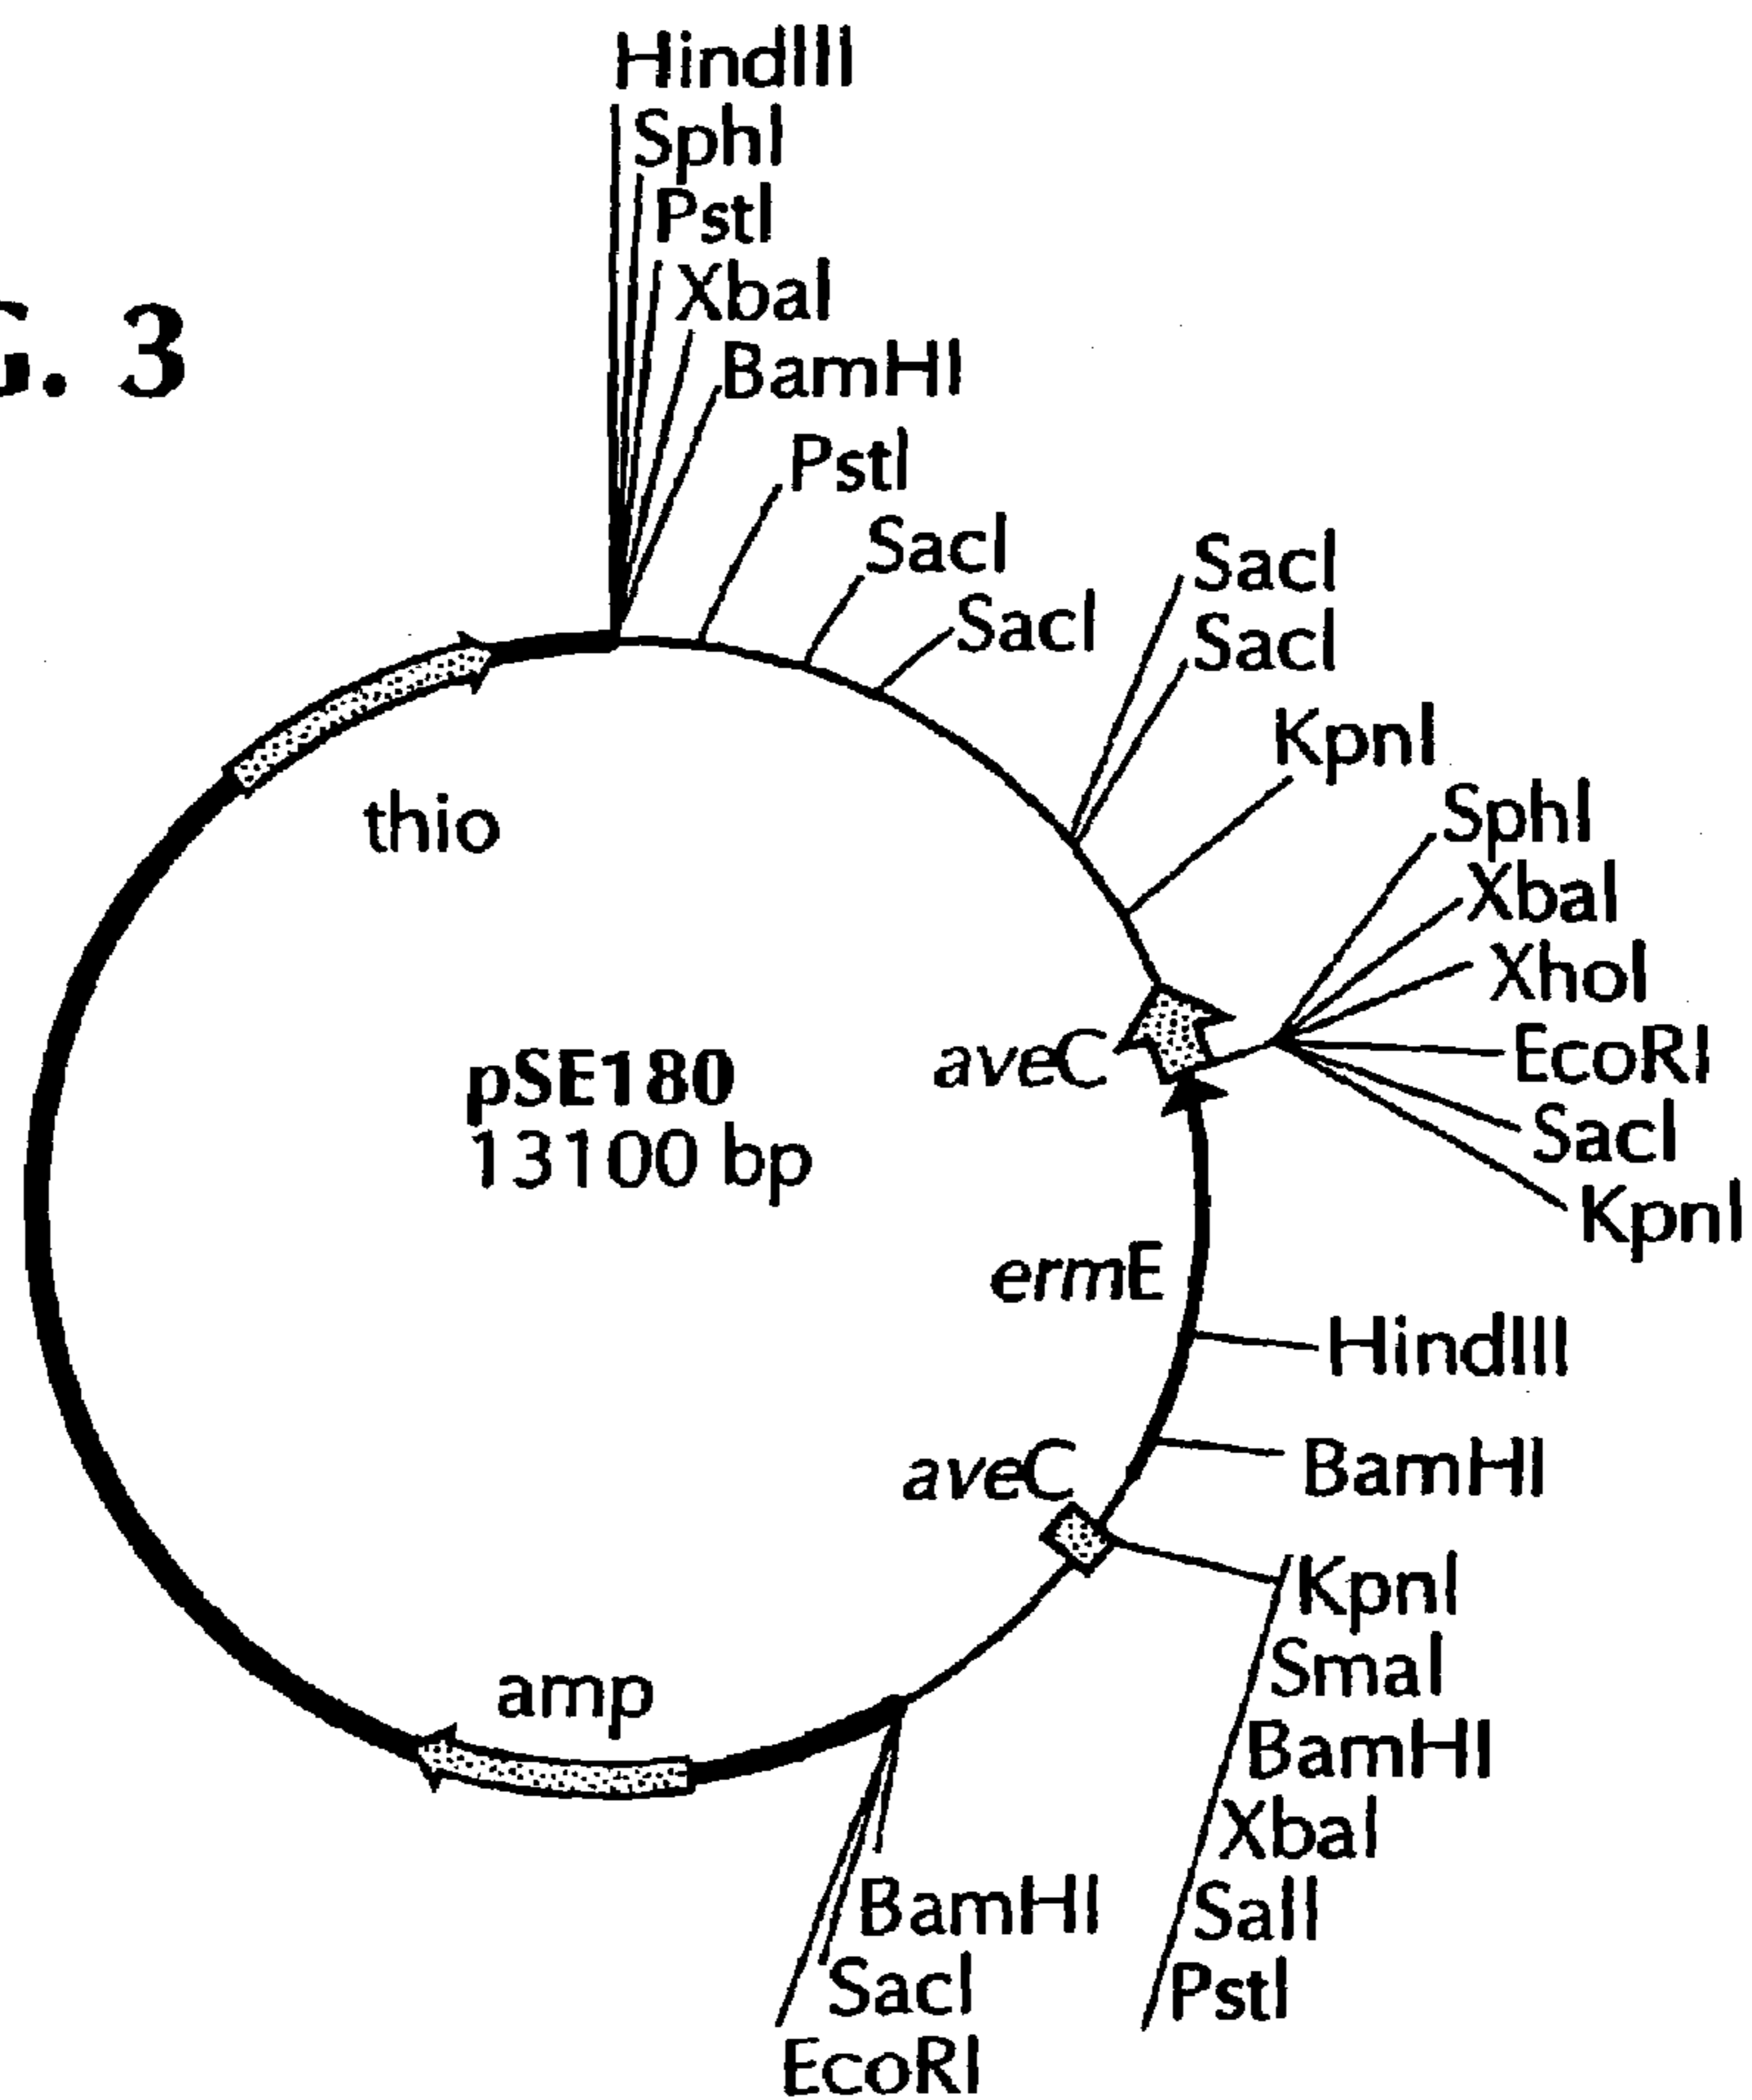 HindIII
SphI
PstI
XbaI
G. 3
BamHI
PstI
SacI
SacI
SacI
SacI
KpnI
SphI
thio
XbaI
XhoI
aveC
EcoRI
pSE180
SacI
13100 bp
KpnI
ermE
HindIII
BamHI
aveC
KpnI
SmaI
amp
BamHI
XbaI
BamHI
SalI
SacI
PstI
EcoRI